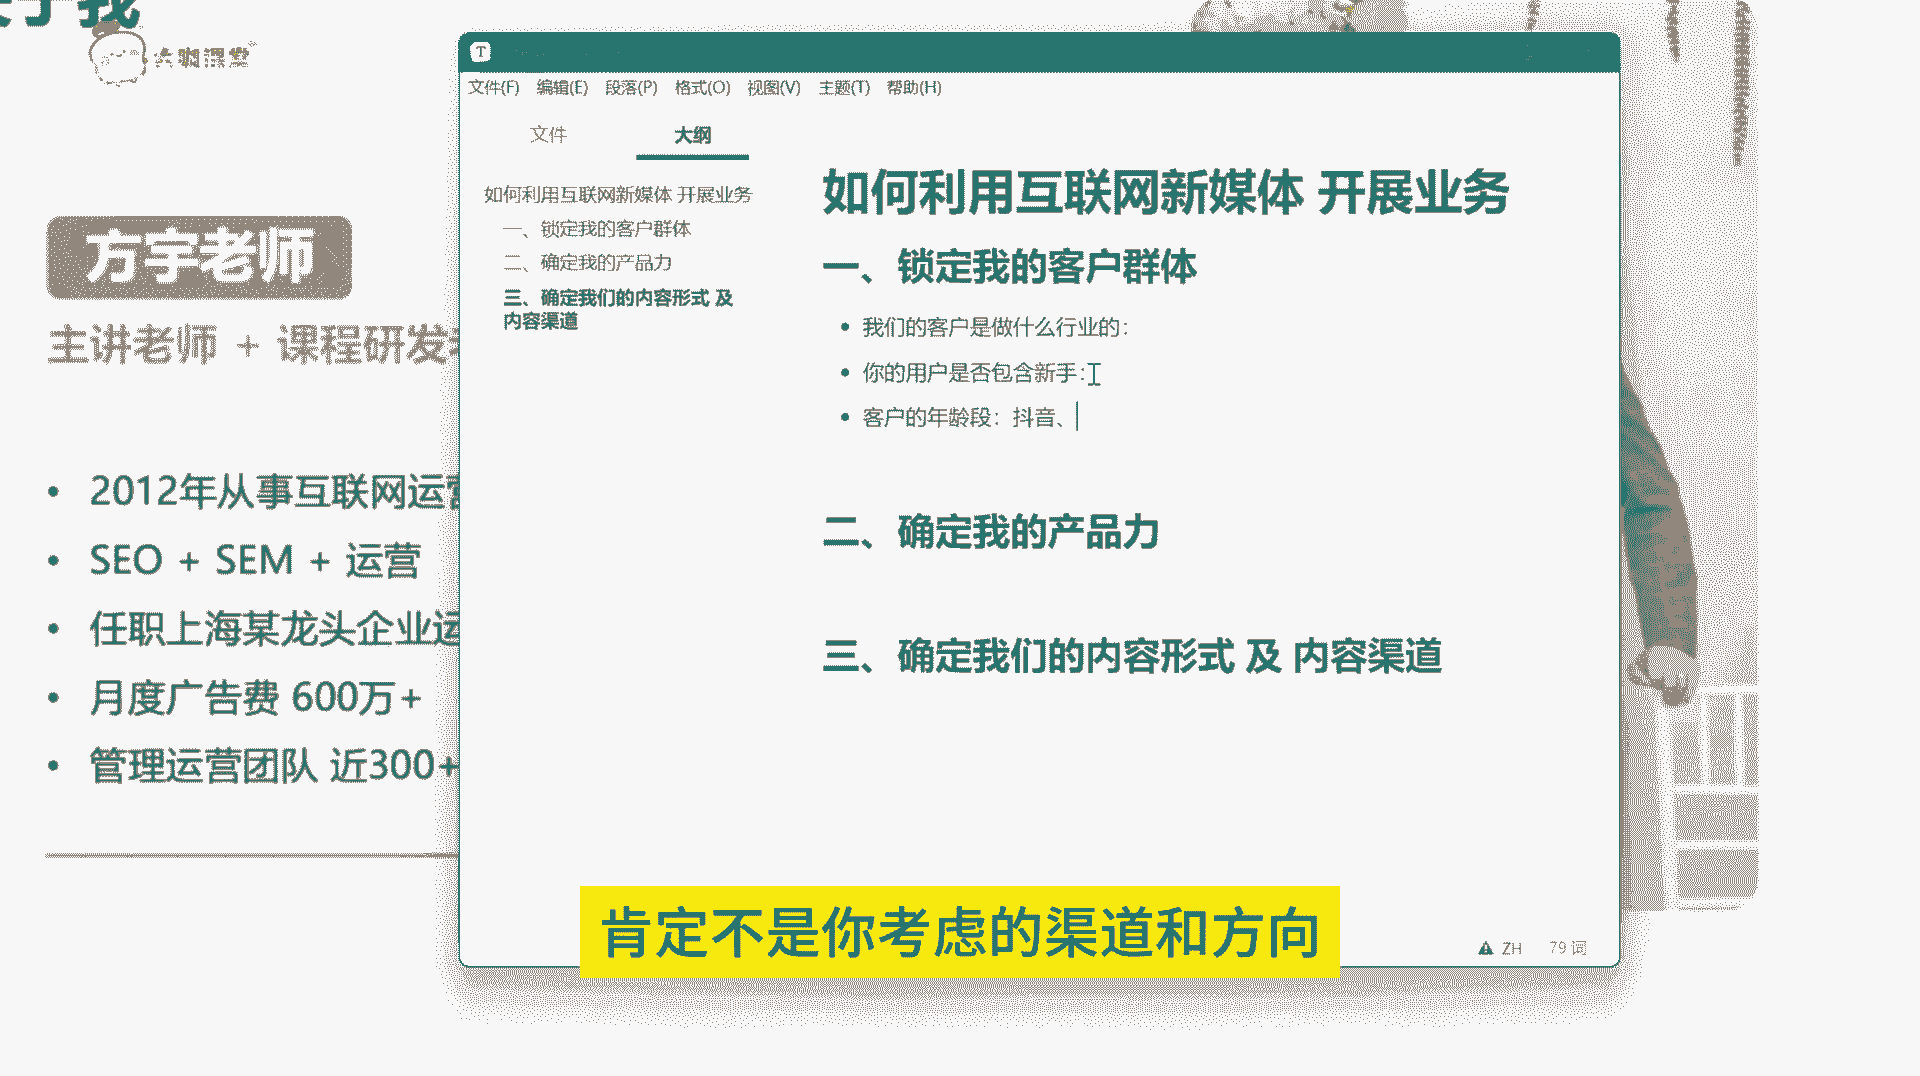 关于我
大咖课堂
方宇老师
主讲老师 + 课程研发
2012年从事互联网运营
SEO + SEM + 运营
任职上海某龙头企业运
月度广告费 600万+
管理运营团队 近300+
文件(F) 编辑(E) 段落(P) 格式(O) 视图(V) 主题(T) 帮助(H)
文件 大纲
如何利用互联网新媒体 开展业务
一、锁定我的客户群体
二、确定我的产品力
三、确定我们的内容形式 及
内容渠道
如何利用互联网新媒体 开展业务
一、锁定我的客户群体
我们的客户是做什么行业的：
你的用户是否包含新手：
客户的年龄段：抖音、
二、确定我的产品力
三、确定我们的内容形式 及 内容渠道
ZH 79 词
肯定不是你考虑的渠道和方向